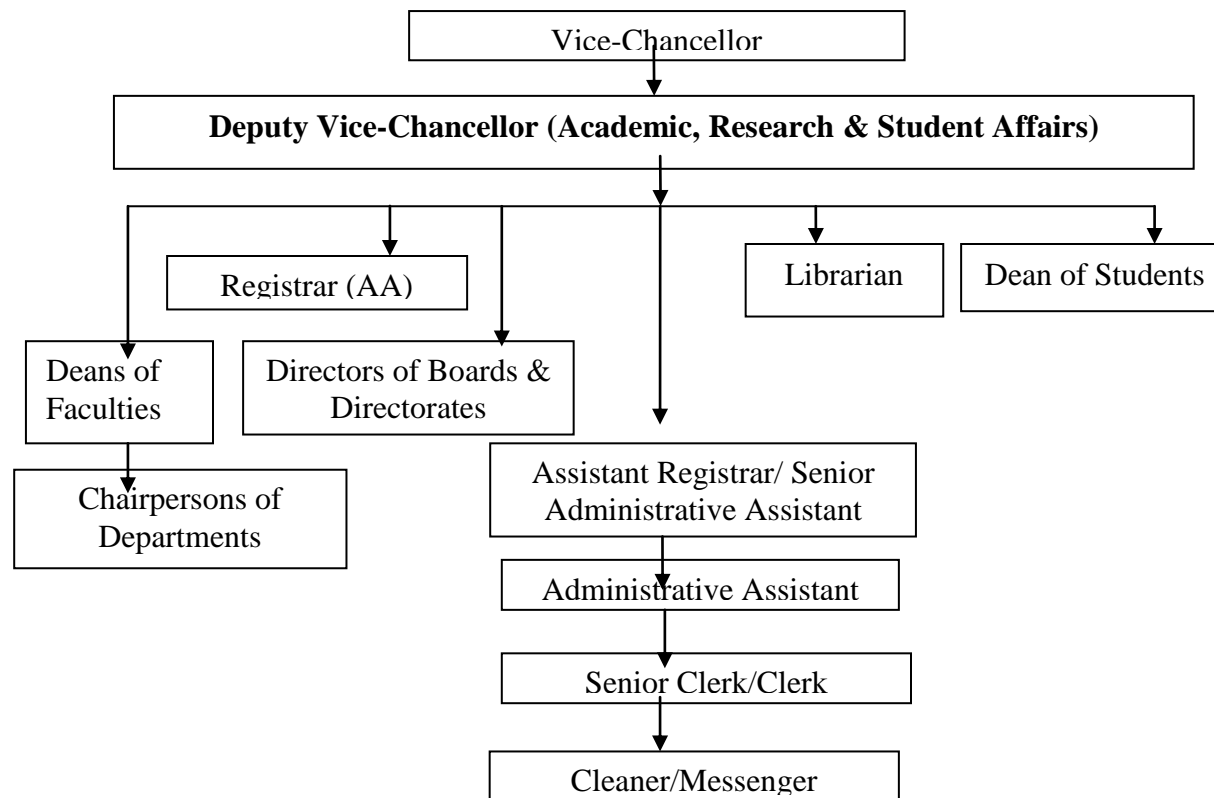 Vice-Chancellor
Deputy Vice-Chancellor (Academic, Research & Student Affairs)
Registrar (AA)
Librarian
Dean of Students
Deans of
Faculties
Directors of Boards &
Directorates
Chairpersons of
Departments
Assistant Registrar/ Senior
Administrative Assistant
Administrative Assistant
Senior Clerk/Clerk
Cleaner/Messenger